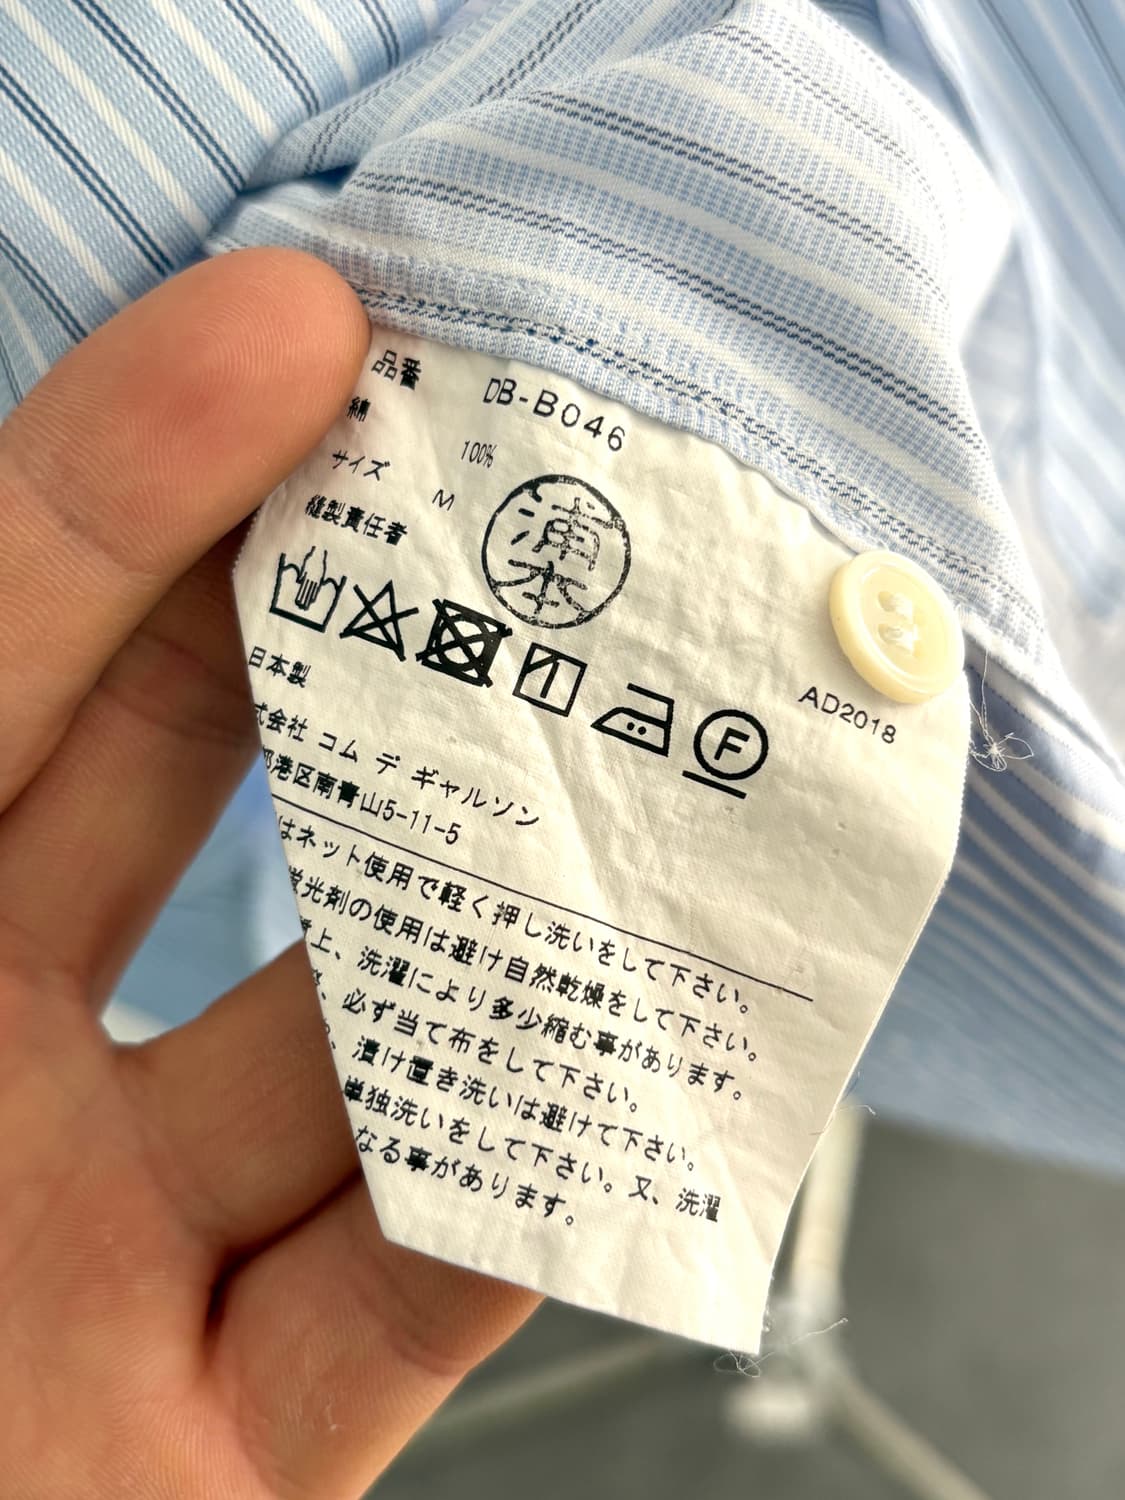 品番 DB-B046
綿 100%
サイズ M
縫製責任者
浦
本
F
日本製
AD2018
式会社 コム デ ギャルソン
港区南青山5-11-5
はネット使用で軽く押し洗いをして下さい。
蛍光剤の使用は避け自然乾燥をして下さい。
上、洗濯により多少縮む事があります。
必ず当て布をして下さい。
漬け置き洗いは避けて下さい。
単独洗いをして下さい。又、洗濯
なる事があります。